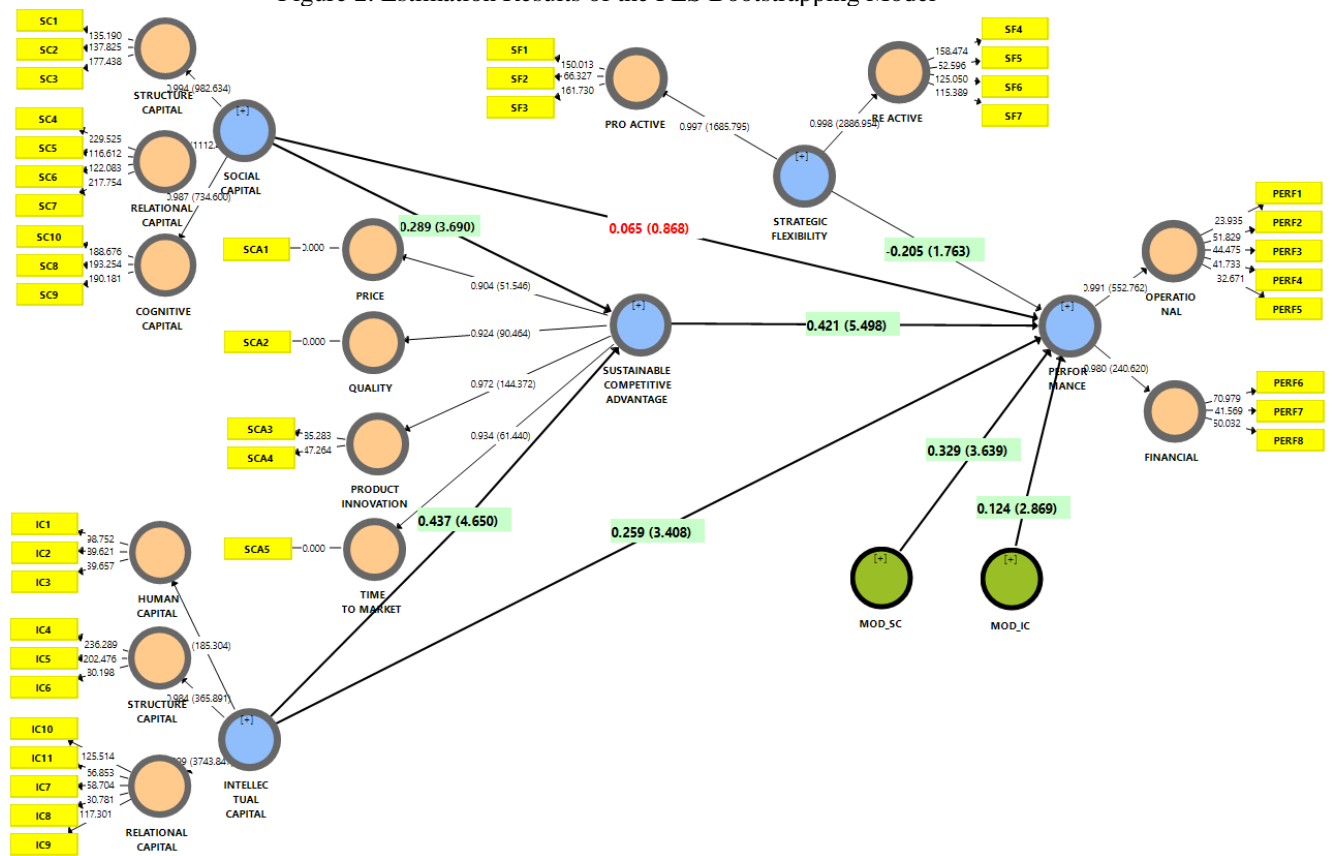 SC1
SC2
SC3
135.190
137.825
177.438
STRUCTURE
CAPITAL
0.994 (982.634)
SC4
SC5
SC6
SC7
229.525
116.612
122.083
217.754
RELATIONAL
CAPITAL
[+]
SOCIAL
CAPITAL
0.987 (734.600)
SC10
SC8
SC9
188.676
193.254
190.181
COGNITIVE
CAPITAL
SF1
SF2
SF3
150.013
66.327
161.730
PRO ACTIVE
0.997 (1685.795)
SF4
SF5
SF6
SF7
158.474
52.596
125.050
115.389
RE ACTIVE
0.998 (2886.954)
[+]
STRATEGIC
FLEXIBILITY
0.289 (3.690)
0.065 (0.868)
-0.205 (1.763)
SCA1
0.000
PRICE
0.904 (51.546)
SCA2
0.000
QUALITY
0.924 (90.464)
SCA3
SCA4
35.283
47.264
PRODUCT
INNOVATION
0.972 (144.372)
SCA5
0.000
TIME
TO MARKET
0.934 (61.440)
[+]
SUSTAINABLE
COMPETITIVE
ADVANTAGE
0.421 (5.498)
[+]
PERFOR
MANCE
0.991 (552.762)
PERF1
PERF2
PERF3
PERF4
PERF5
23.935
51.829
44.475
41.733
32.671
OPERATIO
NAL
0.980 (240.620)
PERF6
PERF7
PERF8
70.979
41.569
50.032
FINANCIAL
0.437 (4.650)
0.259 (3.408)
0.329 (3.639)
0.124 (2.869)
[+]
MOD_SC
[+]
MOD_IC
IC1
IC2
IC3
98.752
39.621
39.657
HUMAN
CAPITAL
(185.304)
IC4
IC5
IC6
236.289
202.476
30.198
STRUCTURE
CAPITAL
0.984 (365.891)
IC10
IC11
IC7
IC8
IC9
125.514
56.853
58.704
30.781
117.301
RELATIONAL
CAPITAL
[+]
INTELLEC
TUAL
CAPITAL